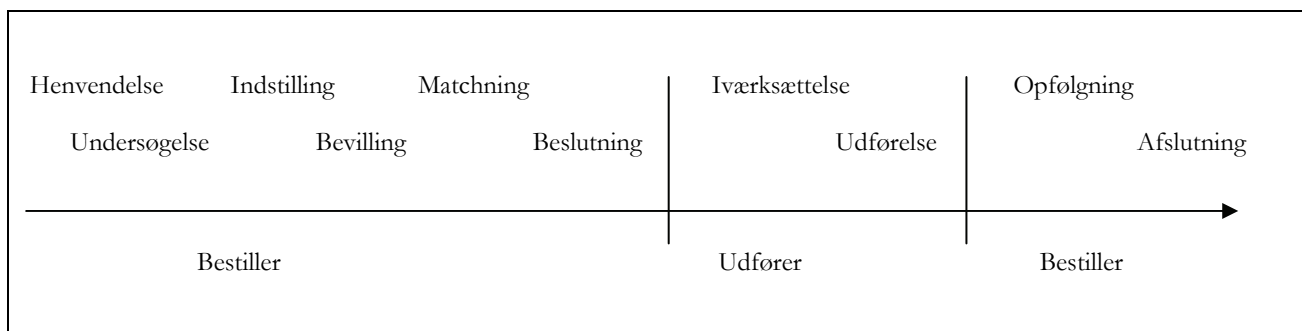 Henvendelse Indstilling Matchning Iværksættelse Opfølgning
Undersøgelse Bevilling Beslutning Udførelse Afslutning
Bestiller Udfører Bestiller